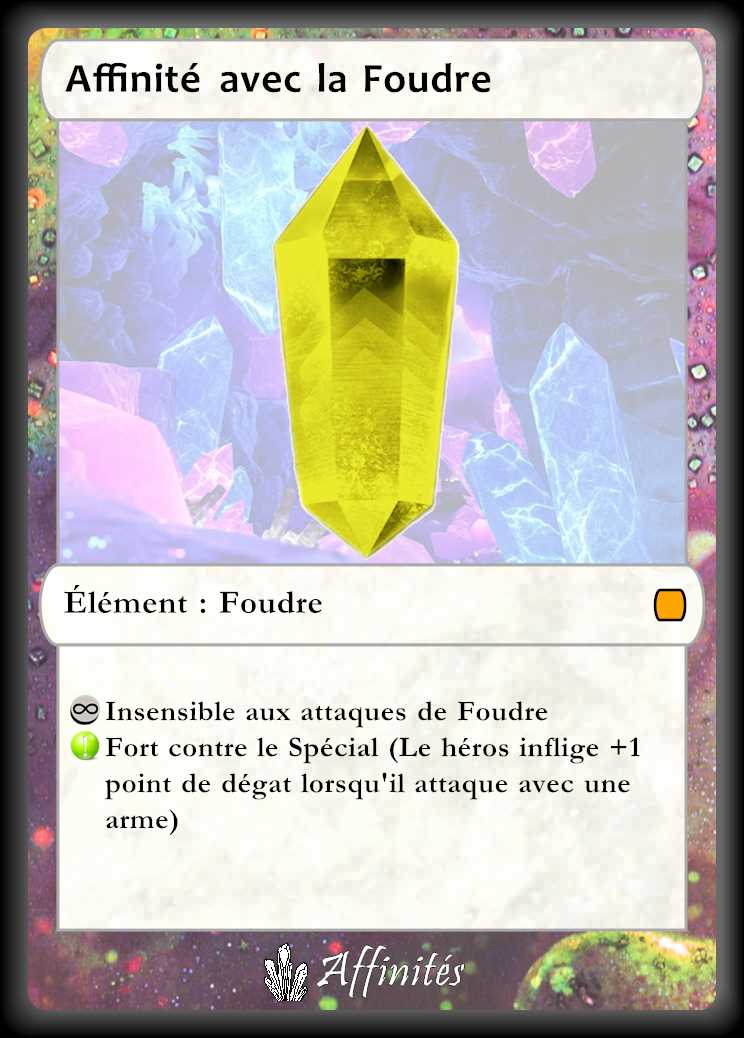 Affinité avec la Foudre
Élément : Foudre
∞ Insensible aux attaques de Foudre
! Fort contre le Spécial (Le héros inflige +1
point de dégat lorsqu'il attaque avec une
arme)
Affinités